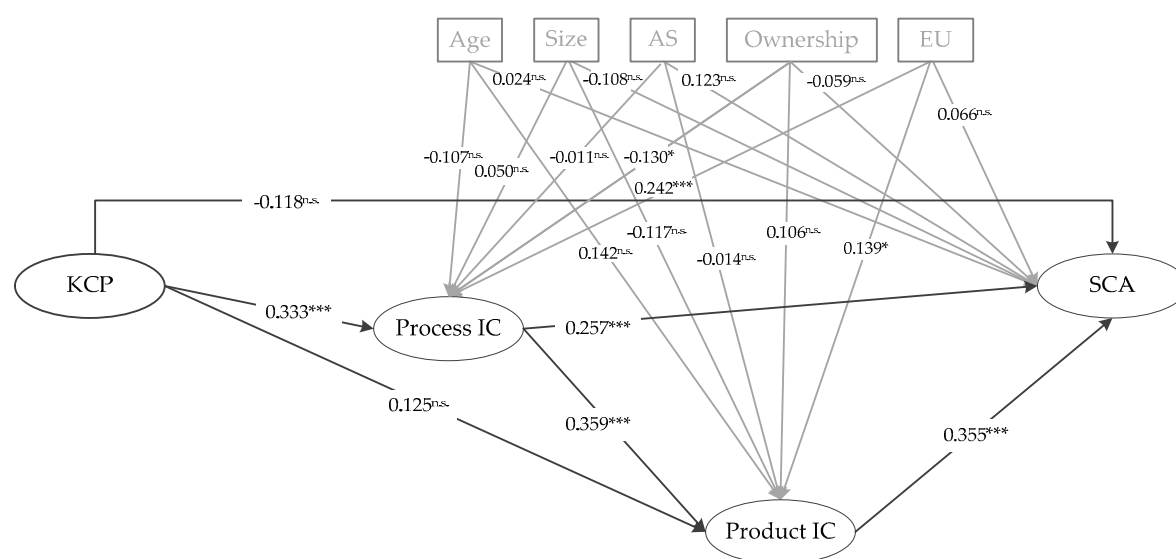 Age
Size
AS
Ownership
EU
0.024n.s.
-0.108n.s.
0.123n.s.
-0.059n.s.
0.066n.s.
-0.107n.s.
0.050n.s.
-0.011n.s.
-0.130*
0.242***
-0.118n.s.
0.142n.s.
-0.117n.s.
-0.014n.s.
0.106n.s.
0.139*
KCP
SCA
0.333***
Process IC
0.257***
0.125n.s.
0.359***
0.355***
Product IC